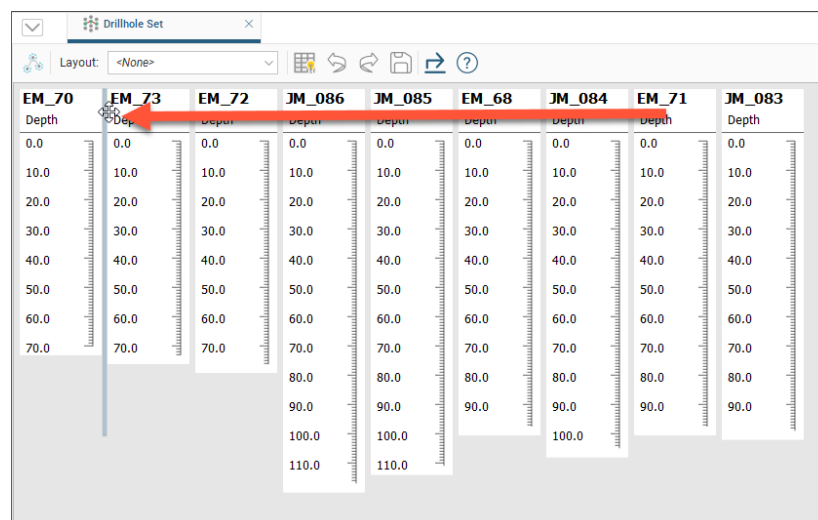 Drillhole Set
Layout: <None>
EM_70 EM_73 EM_72 JM_086 JM_085 EM_68 JM_084 EM_71 JM_083
Depth Depth Depth Depth Depth Depth Depth Depth Depth
0.0 0.0 0.0 0.0 0.0 0.0 0.0 0.0 0.0
10.0 10.0 10.0 10.0 10.0 10.0 10.0 10.0 10.0
20.0 20.0 20.0 20.0 20.0 20.0 20.0 20.0 20.0
30.0 30.0 30.0 30.0 30.0 30.0 30.0 30.0 30.0
40.0 40.0 40.0 40.0 40.0 40.0 40.0 40.0 40.0
50.0 50.0 50.0 50.0 50.0 50.0 50.0 50.0 50.0
60.0 60.0 60.0 60.0 60.0 60.0 60.0 60.0 60.0
70.0 70.0 70.0 70.0 70.0 70.0 70.0 70.0 70.0
80.0 80.0 80.0 80.0 80.0 80.0
90.0 90.0 90.0 90.0 90.0 90.0
100.0 100.0 100.0
110.0 110.0